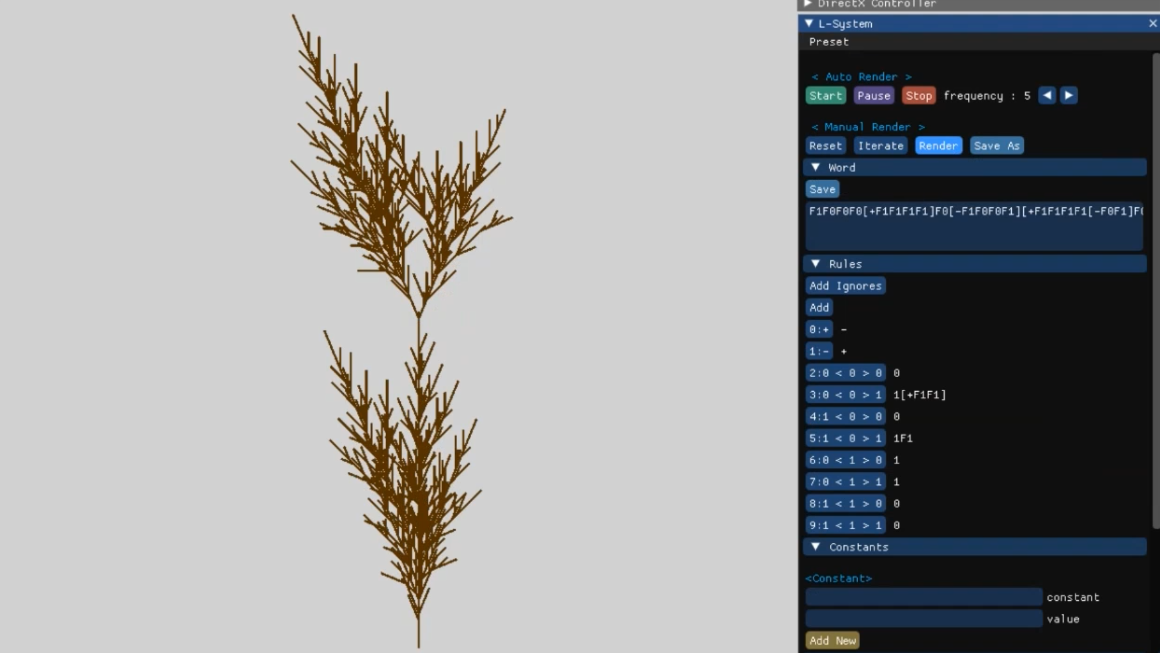 DirectX Controller
L-System
Preset
< Auto Render >
Start Pause Stop frequency : 5
< Manual Render >
Reset Iterate Render Save As
Word
Save
F1F0F0F0[+F1F1F1F1]F0[-F1F0F0F1][+F1F1F1F1[-F0F1]F
Rules
Add Ignores
Add
0:+ -
1:- +
2:0 < 0 > 0 0
3:0 < 0 > 1 1[+F1F1]
4:1 < 0 > 0 0
5:1 < 0 > 1 1F1
6:0 < 1 > 0 1
7:0 < 1 > 1 1
8:1 < 1 > 0 0
9:1 < 1 > 1 0
Constants
<Constant>
constant
value
Add New